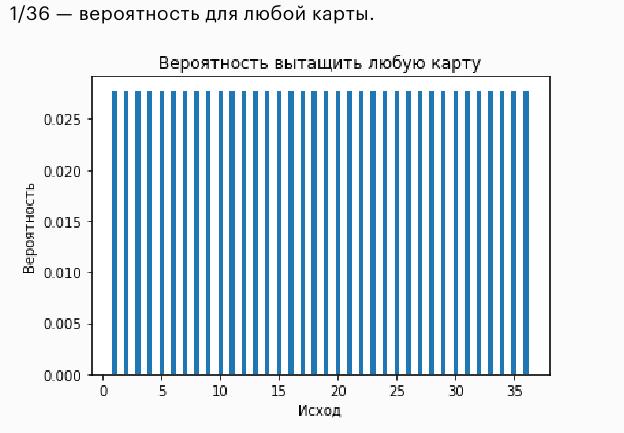 1/36 — вероятность для любой карты.
Вероятность вытащить любую карту
0.025
0.020
0.015
0.010
0.005
0.000
Вероятность
0 5 10 15 20 25 30 35
Исход